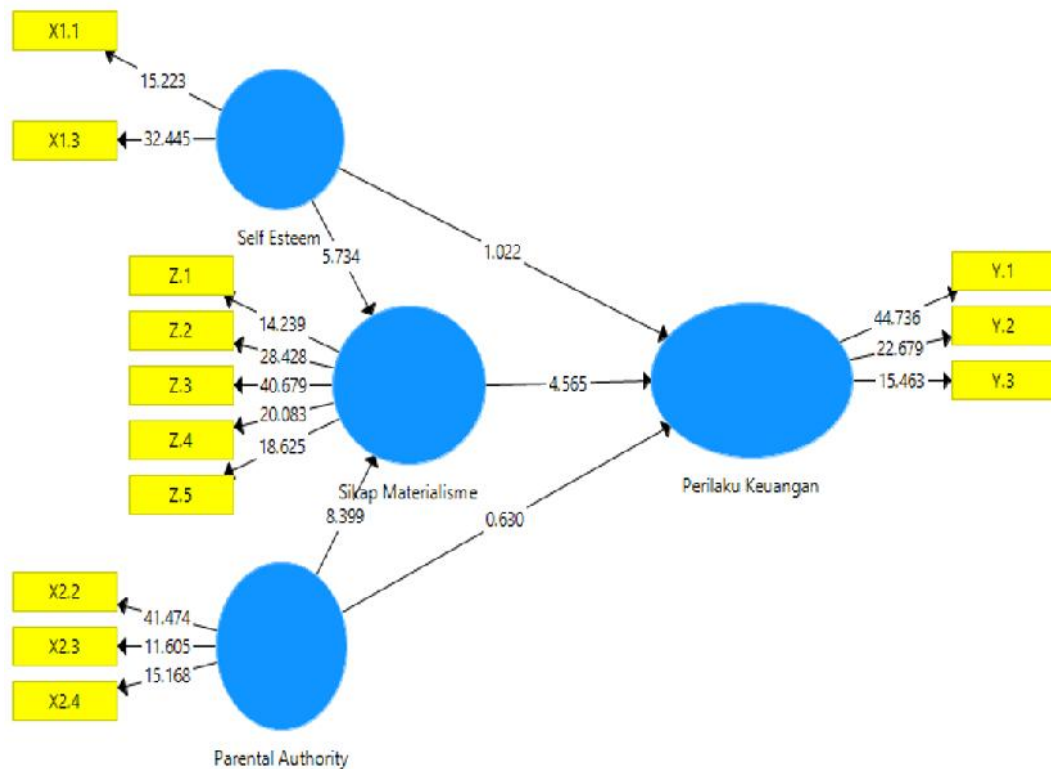 X1.1
15.223
X1.3
32.445
Self Esteem
5.734
1.022
Z.1
14.239
Z.2
28.428
Z.3
40.679
Z.4
20.083
Z.5
18.625
Sikap Materialisme
4.565
Y.1
44.736
Y.2
22.679
Y.3
15.463
Perilaku Keuangan
8.399
0.630
X2.2
41.474
X2.3
11.605
X2.4
15.168
Parental Authority